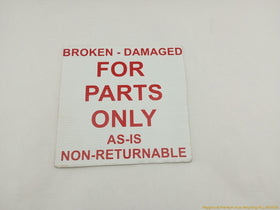 BROKEN - DAMAGED
FOR
PARTS
ONLY
AS-IS
NON-RETURNABLE